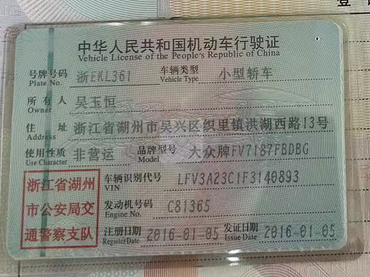 中华人民共和国机动车行驶证
Vehicle License of the People's Republic of China
号牌号码 浙EKL361 车辆类型 小型轿车
Plate No. Vehicle Type
所有人 吴玉恒
Owner
住址 浙江省湖州市吴兴区织里镇洪湖西路13号
Address
使用性质 非营运 品牌型号 大众牌FV7187FBDBG
Use Character Model
浙江省湖州
市公安局交
通警察支队
车辆识别代号 LFV3A23C1F3140893
VIN
发动机号码 C81365
Engine No.
注册日期 2016-01-05 发证日期 2016-01-05
Register Date Issue Date